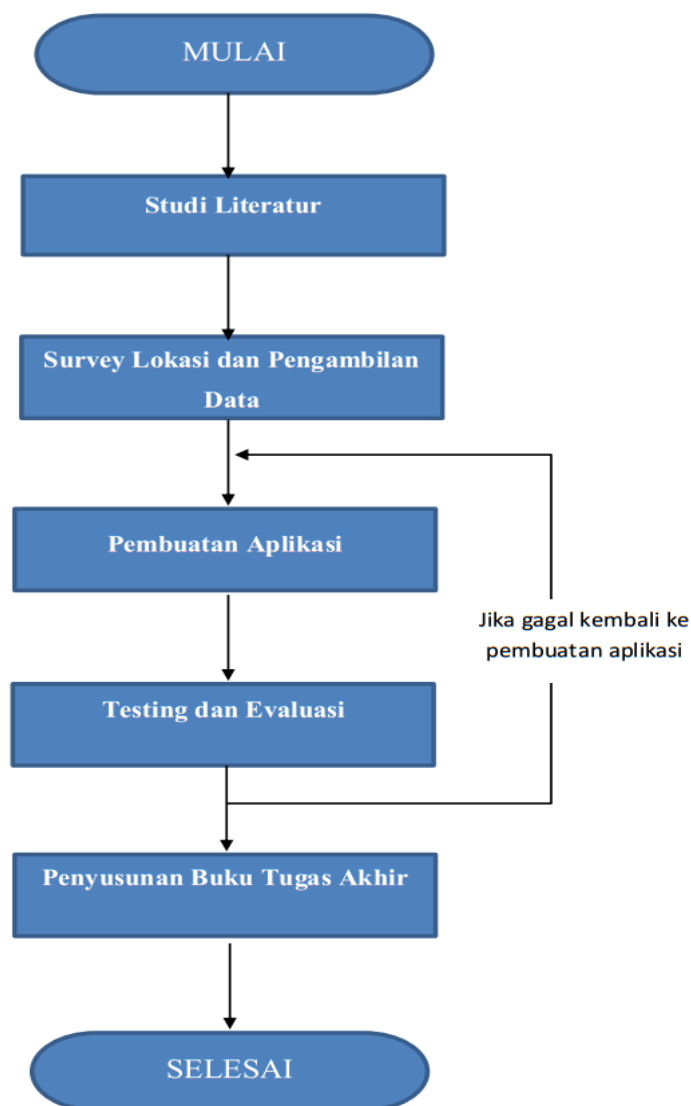 MULAI
Studi Literatur
Survey Lokasi dan Pengambilan
Data
Pembuatan Aplikasi
Jika gagal kembali ke
pembuatan aplikasi
Testing dan Evaluasi
Penyusunan Buku Tugas Akhir
SELESAI